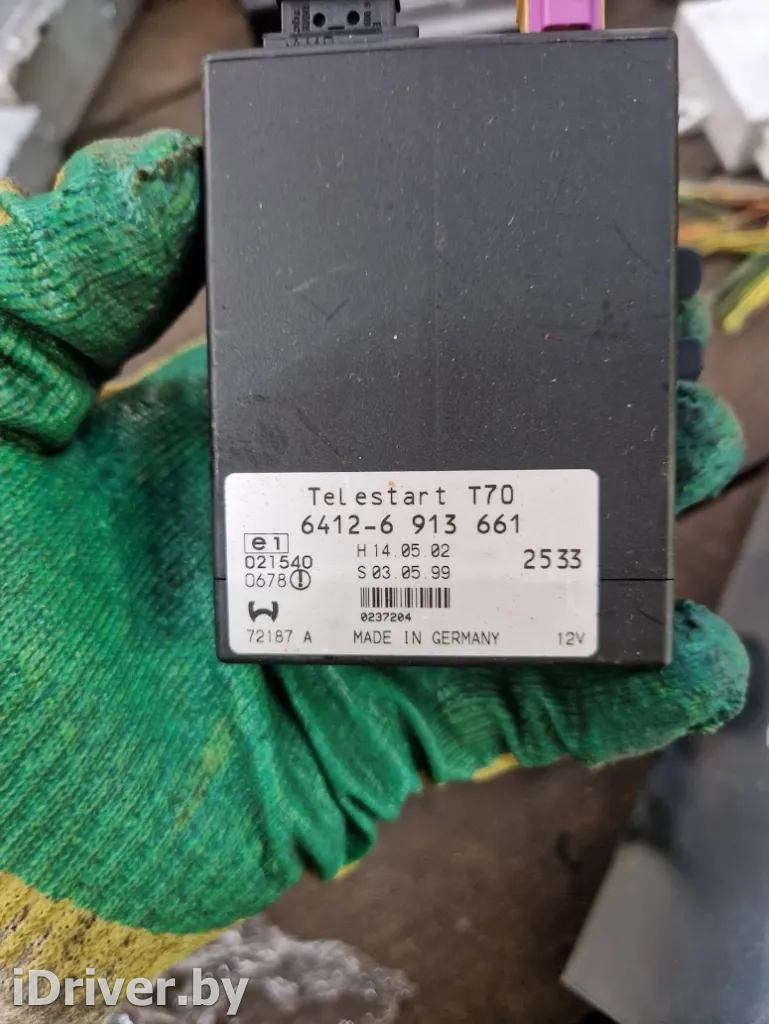 Telestart T70
6412-6 913 661
e1
H 14.05.02
021540
2533
0678
S 03.05.99
0237204
72187 A MADE IN GERMANY 12V
iDriver.by